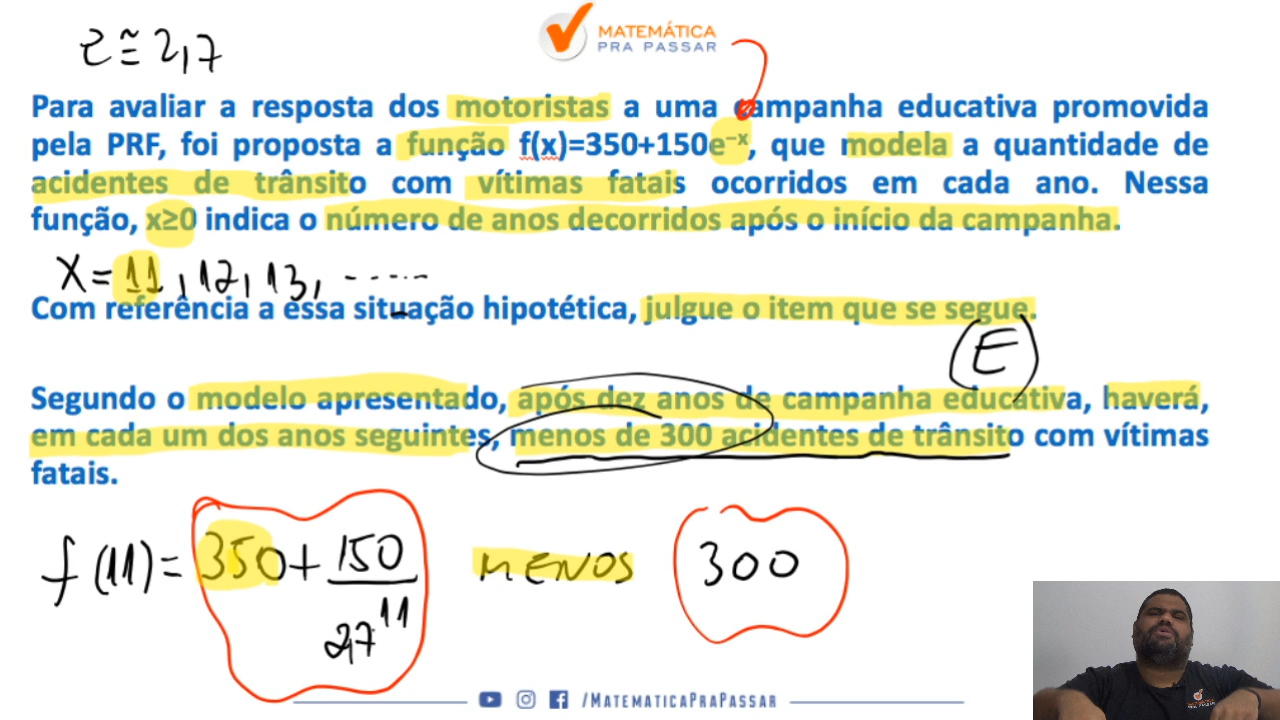 e ≅ 2,7
MATEMÁTICA
PRA PASSAR
Para avaliar a resposta dos motoristas a uma campanha educativa promovida
pela PRF, foi proposta a função f(x)=350+150e⁻ˣ, que modela a quantidade de
acidentes de trânsito com vítimas fatais ocorridos em cada ano. Nessa
função, x≥0 indica o número de anos decorridos após o início da campanha.
X = 11, 12, 13, ......
Com referência a essa situação hipotética, julgue o item que se segue.
(E)
Segundo o modelo apresentado, após dez anos de campanha educativa, haverá,
em cada um dos anos seguintes, menos de 300 acidentes de trânsito com vítimas
fatais.
f(11) = 350 + 150 MENOS 300
2,7¹¹
/MATEMATICAPRAPASSAR